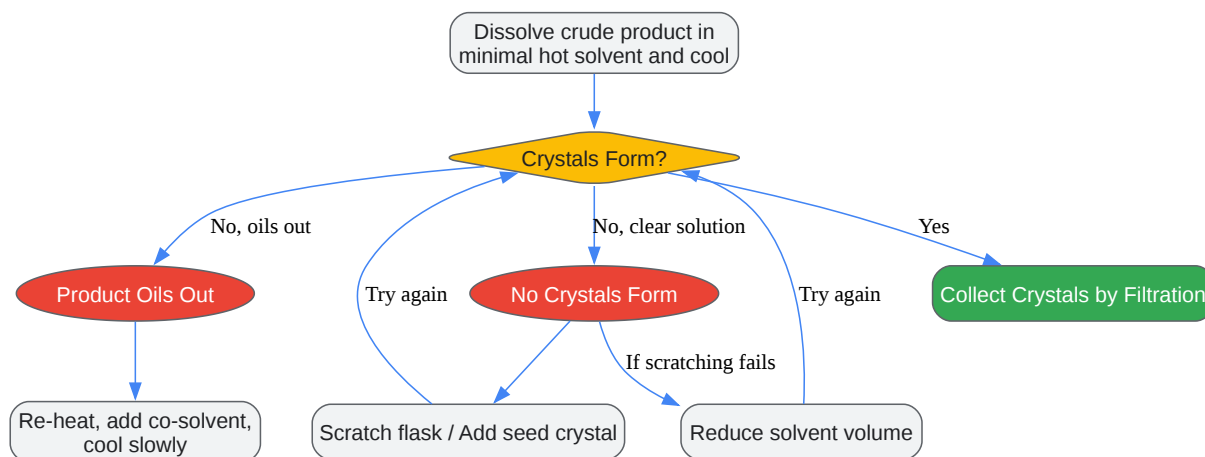 Dissolve crude product in
minimal hot solvent and cool
Crystals Form?
No, oils out
No, clear solution
Yes
Product Oils Out
Try again
No Crystals Form
Try again
Collect Crystals by Filtration
If scratching fails
Re-heat, add co-solvent,
cool slowly
Scratch flask / Add seed crystal
Reduce solvent volume